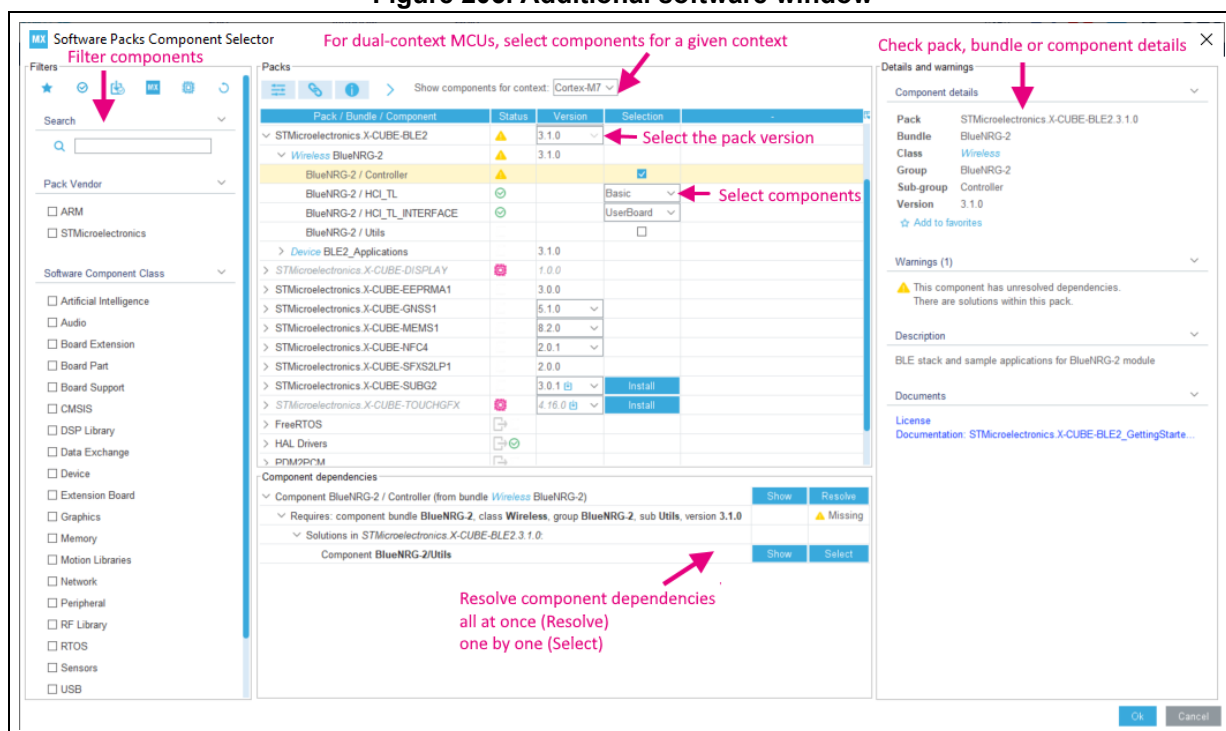 MX Software Packs Component Selector
For dual-context MCUs, select components for a given context
Check pack, bundle or component details
Filter components
Filters
MX
Search
Pack Vendor
ARM
STMicroelectronics
Software Component Class
Artificial Intelligence
Audio
Board Extension
Board Part
Board Support
CMSIS
DSP Library
Data Exchange
Device
Extension Board
Graphics
Memory
Motion Libraries
Network
Peripheral
RF Library
RTOS
Sensors
USB
Packs
Show components for context: Cortex-M7
Pack / Bundle / Component Status Version Selection -
STMicroelectronics.X-CUBE-BLE2 3.1.0
Select the pack version
Wireless BlueNRG-2 3.1.0
BlueNRG-2 / Controller
BlueNRG-2 / HCI_TL Basic
Select components
BlueNRG-2 / HCI_TL_INTERFACE UserBoard
BlueNRG-2 / Utils
Device BLE2_Applications 3.1.0
STMicroelectronics.X-CUBE-DISPLAY 1.0.0
STMicroelectronics.X-CUBE-EEPRMA1 3.0.0
STMicroelectronics.X-CUBE-GNSS1 5.1.0
STMicroelectronics.X-CUBE-MEMS1 8.2.0
STMicroelectronics.X-CUBE-NFC4 2.0.1
STMicroelectronics.X-CUBE-SFXS2LP1 2.0.0
STMicroelectronics.X-CUBE-SUBG2 3.0.1 Install
STMicroelectronics.X-CUBE-TOUCHGFX 4.16.0 Install
FreeRTOS
HAL Drivers
PDM2PCM
Component dependencies
Component BlueNRG-2 / Controller (from bundle Wireless BlueNRG-2) Show Resolve
Requires: component bundle BlueNRG-2, class Wireless, group BlueNRG-2, sub Utils, version 3.1.0 Missing
Solutions in STMicroelectronics.X-CUBE-BLE2.3.1.0:
Component BlueNRG-2/Utils Show Select
Resolve component dependencies
all at once (Resolve)
one by one (Select)
Details and warnings
Component details
Pack STMicroelectronics.X-CUBE-BLE2.3.1.0
Bundle BlueNRG-2
Class Wireless
Group BlueNRG-2
Sub-group Controller
Version 3.1.0
Add to favorites
Warnings (1)
This component has unresolved dependencies.
There are solutions within this pack.
Description
BLE stack and sample applications for BlueNRG-2 module
Documents
License
Documentation: STMicroelectronics.X-CUBE-BLE2_GettingStarte...
Ok Cancel